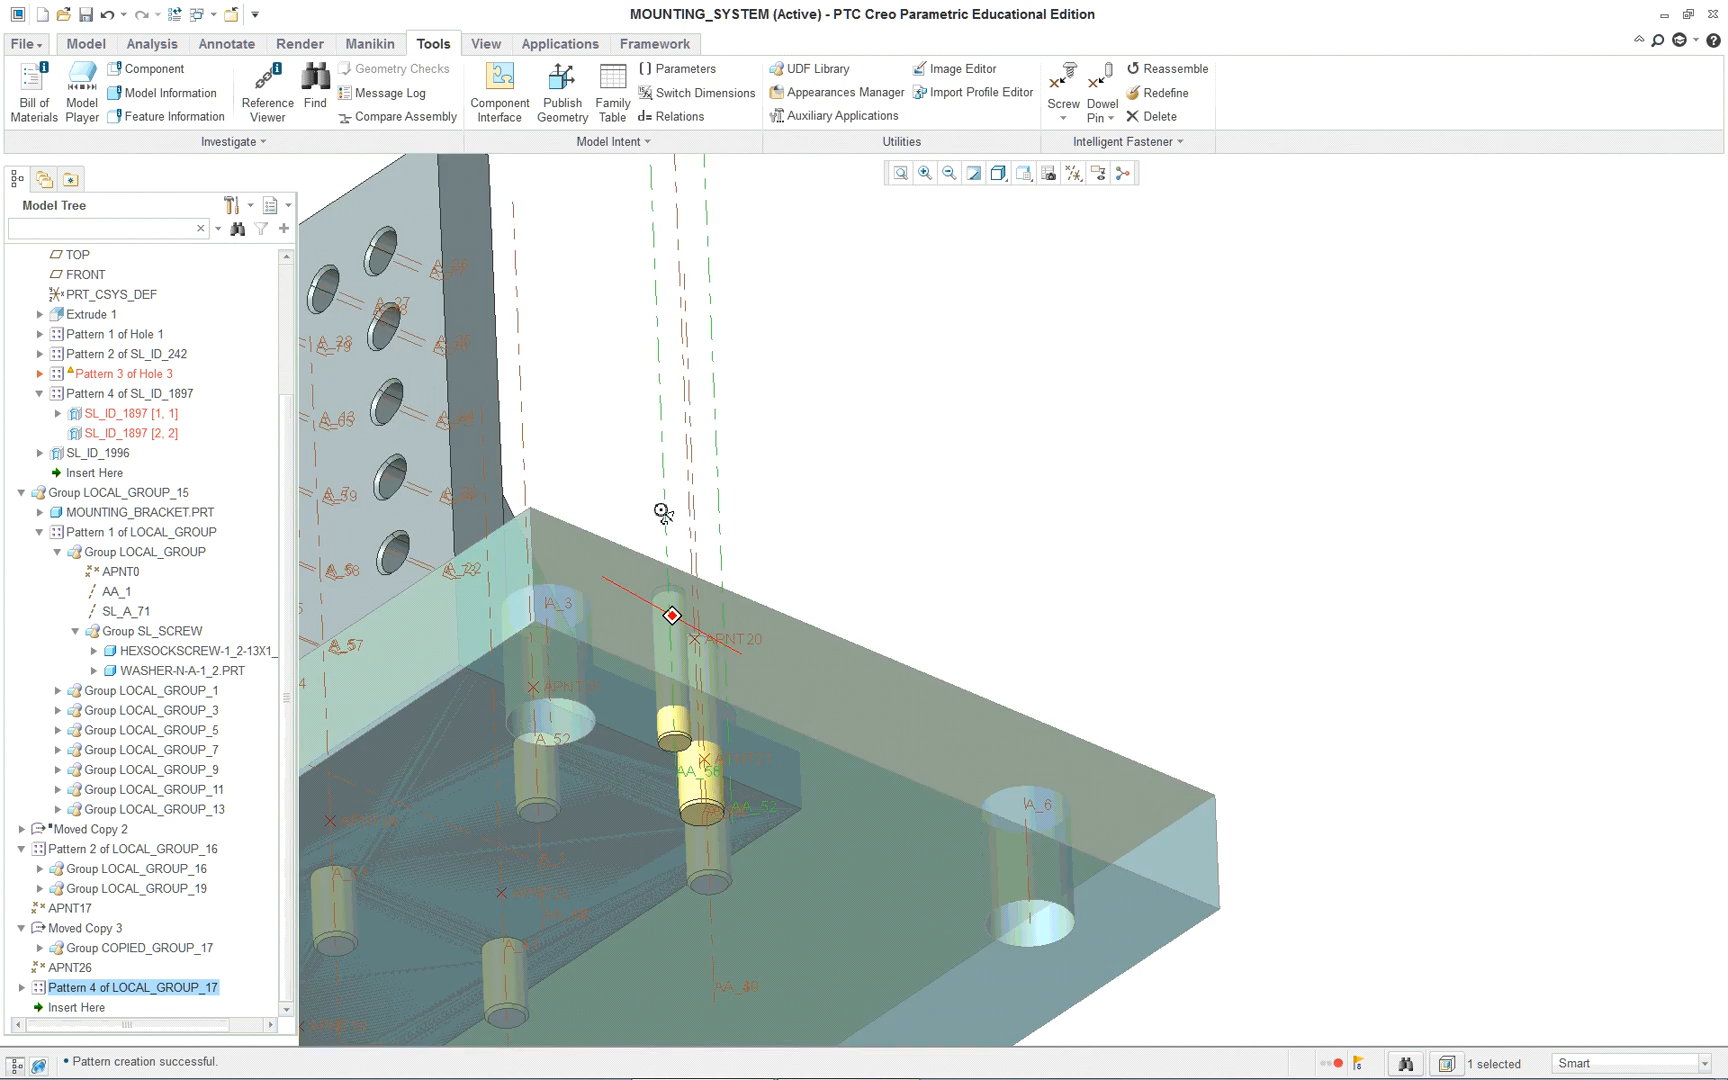 MOUNTING_SYSTEM (Active) - PTC Creo Parametric Educational Edition
File
Model
Analysis
Annotate
Render
Manikin
Tools
View
Applications
Framework
Bill of Materials
Model Player
Component
Model Information
Feature Information
Reference Viewer
Find
Geometry Checks
Message Log
Compare Assembly
Component Interface
Publish Geometry
Family Table
Parameters
Switch Dimensions
d= Relations
UDF Library
Appearances Manager
Auxiliary Applications
Image Editor
Import Profile Editor
Screw
Dowel Pin
Reassemble
Redefine
Delete
Investigate
Model Intent
Utilities
Intelligent Fastener
Model Tree
TOP
FRONT
PRT_CSYS_DEF
Extrude 1
Pattern 1 of Hole 1
Pattern 2 of SL_ID_242
Pattern 3 of Hole 3
Pattern 4 of SL_ID_1897
SL_ID_1897 [1, 1]
SL_ID_1897 [2, 2]
SL_ID_1996
Insert Here
Group LOCAL_GROUP_15
MOUNTING_BRACKET.PRT
Pattern 1 of LOCAL_GROUP
Group LOCAL_GROUP
APNT0
AA_1
SL_A_71
Group SL_SCREW
HEXSOCKSCREW-1_2-13X1_
WASHER-N-A-1_2.PRT
Group LOCAL_GROUP_1
Group LOCAL_GROUP_3
Group LOCAL_GROUP_5
Group LOCAL_GROUP_7
Group LOCAL_GROUP_9
Group LOCAL_GROUP_11
Group LOCAL_GROUP_13
Moved Copy 2
Pattern 2 of LOCAL_GROUP_16
Group LOCAL_GROUP_16
Group LOCAL_GROUP_19
APNT17
Moved Copy 3
Group COPIED_GROUP_17
APNT26
Pattern 4 of LOCAL_GROUP_17
Insert Here
A_57
A_3
APNT20
A_52
AA_52
A_6
Pattern creation successful.
1 selected
Smart